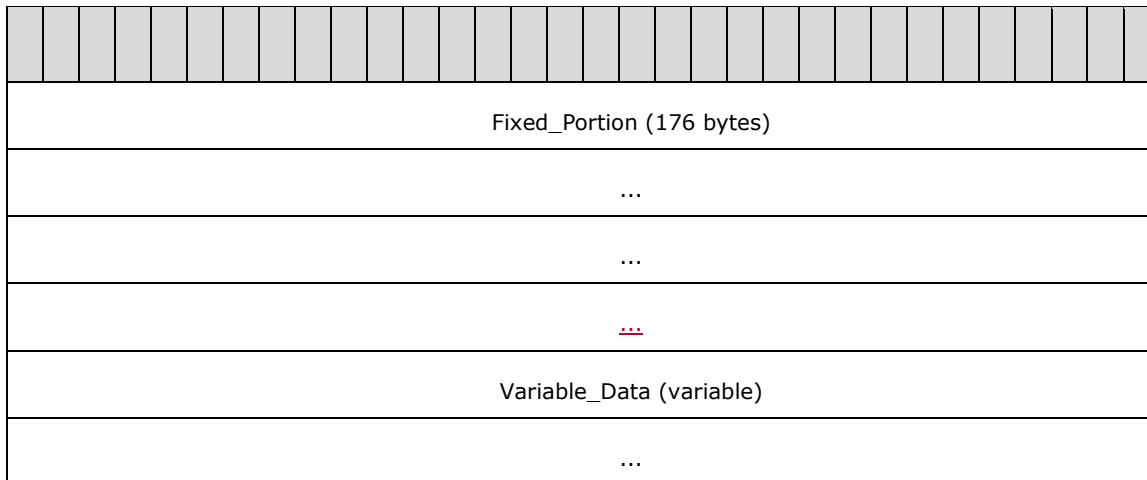 Fixed_Portion (176 bytes)
...
...
...
Variable_Data (variable)
...